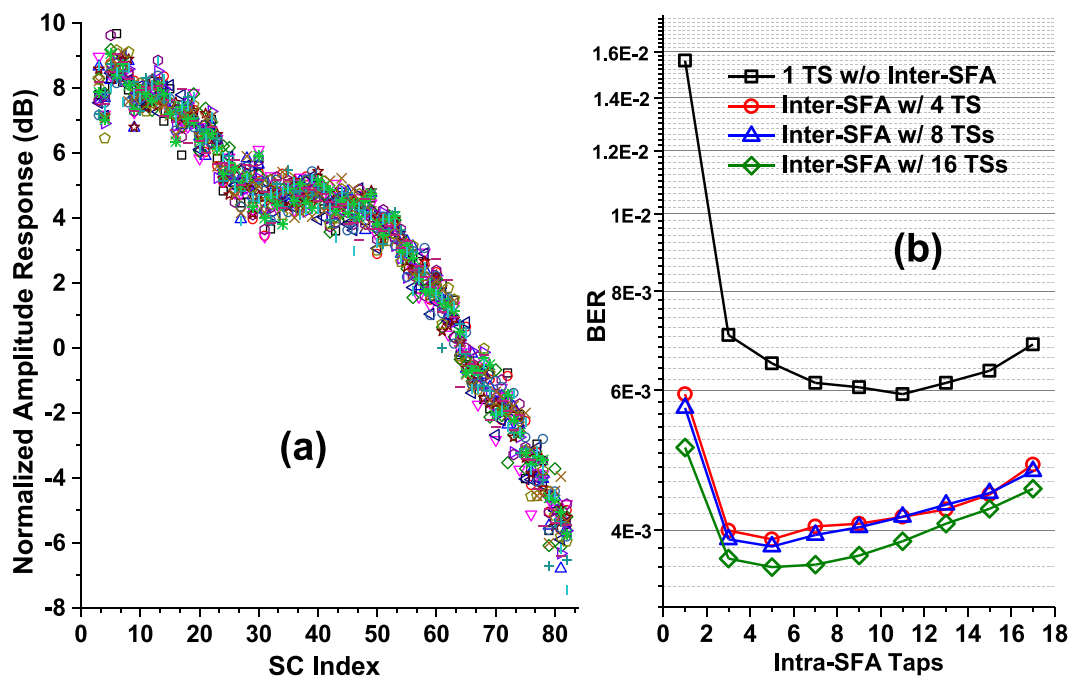 10
8
6
4
2
0
-2
-4
-6
-8
Normalized Amplitude Response (dB)
0 10 20 30 40 50 60 70 80
SC Index
(a)
1.6E-2
1.4E-2
1.2E-2
1E-2
8E-3
6E-3
4E-3
BER
1 TS w/o Inter-SFA
Inter-SFA w/ 4 TS
Inter-SFA w/ 8 TSs
Inter-SFA w/ 16 TSs
(b)
0 2 4 6 8 10 12 14 16 18
Intra-SFA Taps